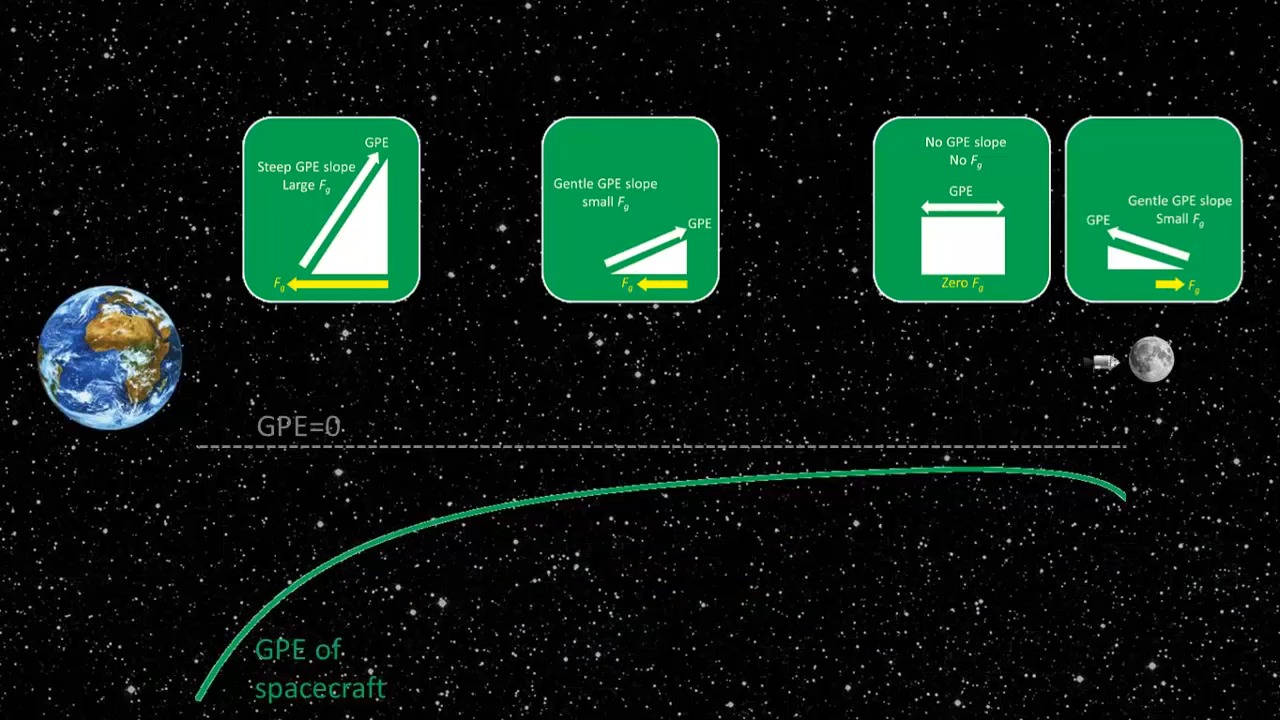 GPE
Steep GPE slope
Large Fg
Fg
Gentle GPE slope
small Fg
GPE
Fg
No GPE slope
No Fg
GPE
Zero Fg
Gentle GPE slope
GPE
Small Fg
Fg
GPE=0
GPE of
spacecraft